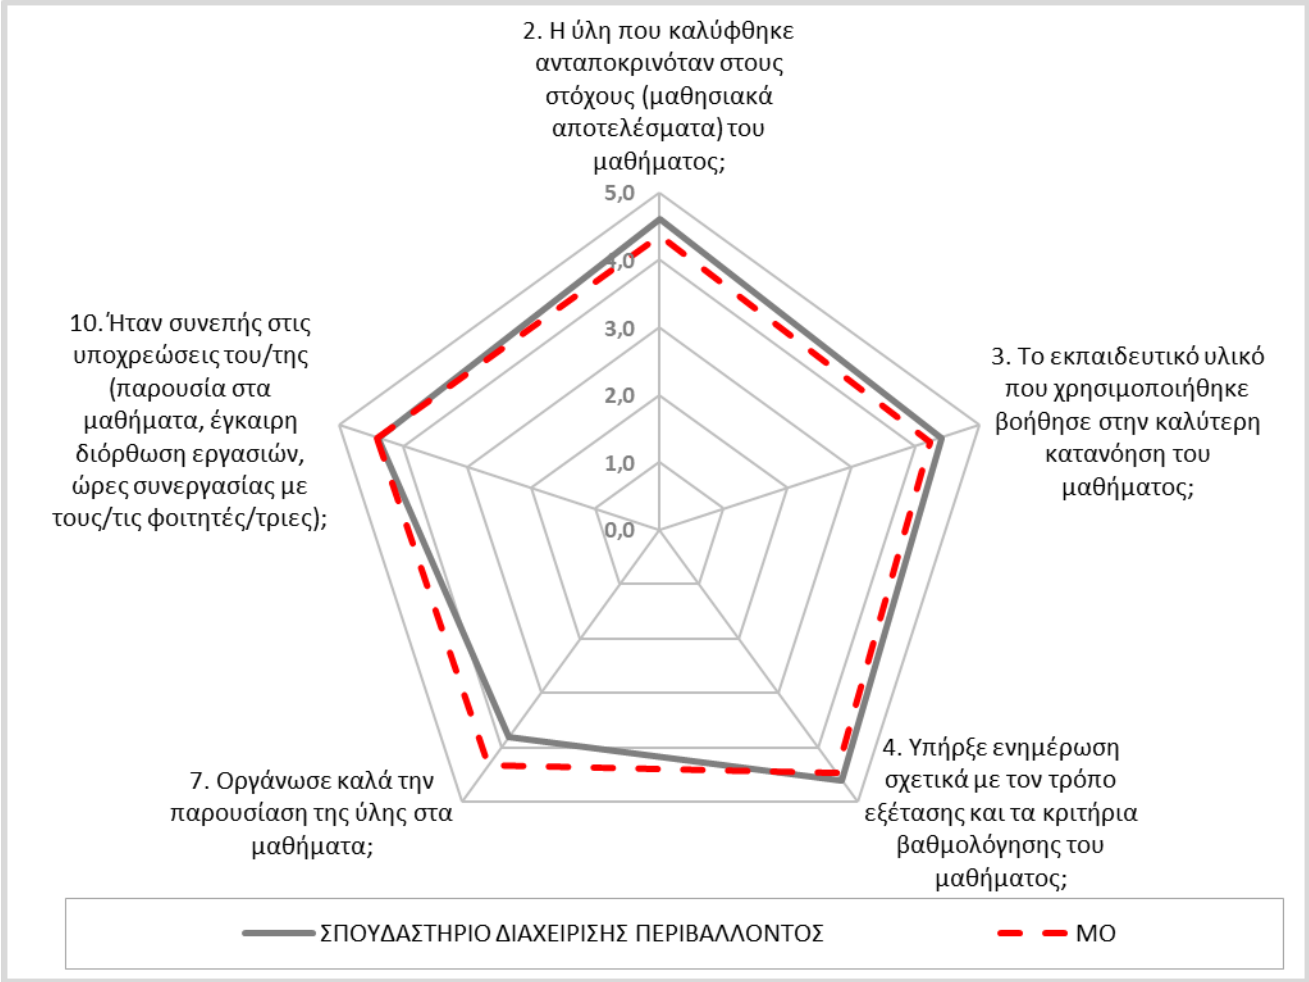 2. Η ύλη που καλύφθηκε
ανταποκρινόταν στους
στόχους (μαθησιακά
αποτελέσματα) του
μαθήματος;
5,0
4,0
3,0
2,0
1,0
0,0
10. Ήταν συνεπής στις
υποχρεώσεις του/της
(παρουσία στα
μαθήματα, έγκαιρη
διόρθωση εργασιών,
ώρες συνεργασίας με
τους/τις φοιτητές/τριες);
3. Το εκπαιδευτικό υλικό
που χρησιμοποιήθηκε
βοήθησε στην καλύτερη
κατανόηση του
μαθήματος;
7. Οργάνωσε καλά την
παρουσίαση της ύλης στα
μαθήματα;
4. Υπήρξε ενημέρωση
σχετικά με τον τρόπο
εξέτασης και τα κριτήρια
βαθμολόγησης του
μαθήματος;
ΣΠΟΥΔΑΣΤΗΡΙΟ ΔΙΑΧΕΙΡΙΣΗΣ ΠΕΡΙΒΑΛΛΟΝΤΟΣ
ΜΟ